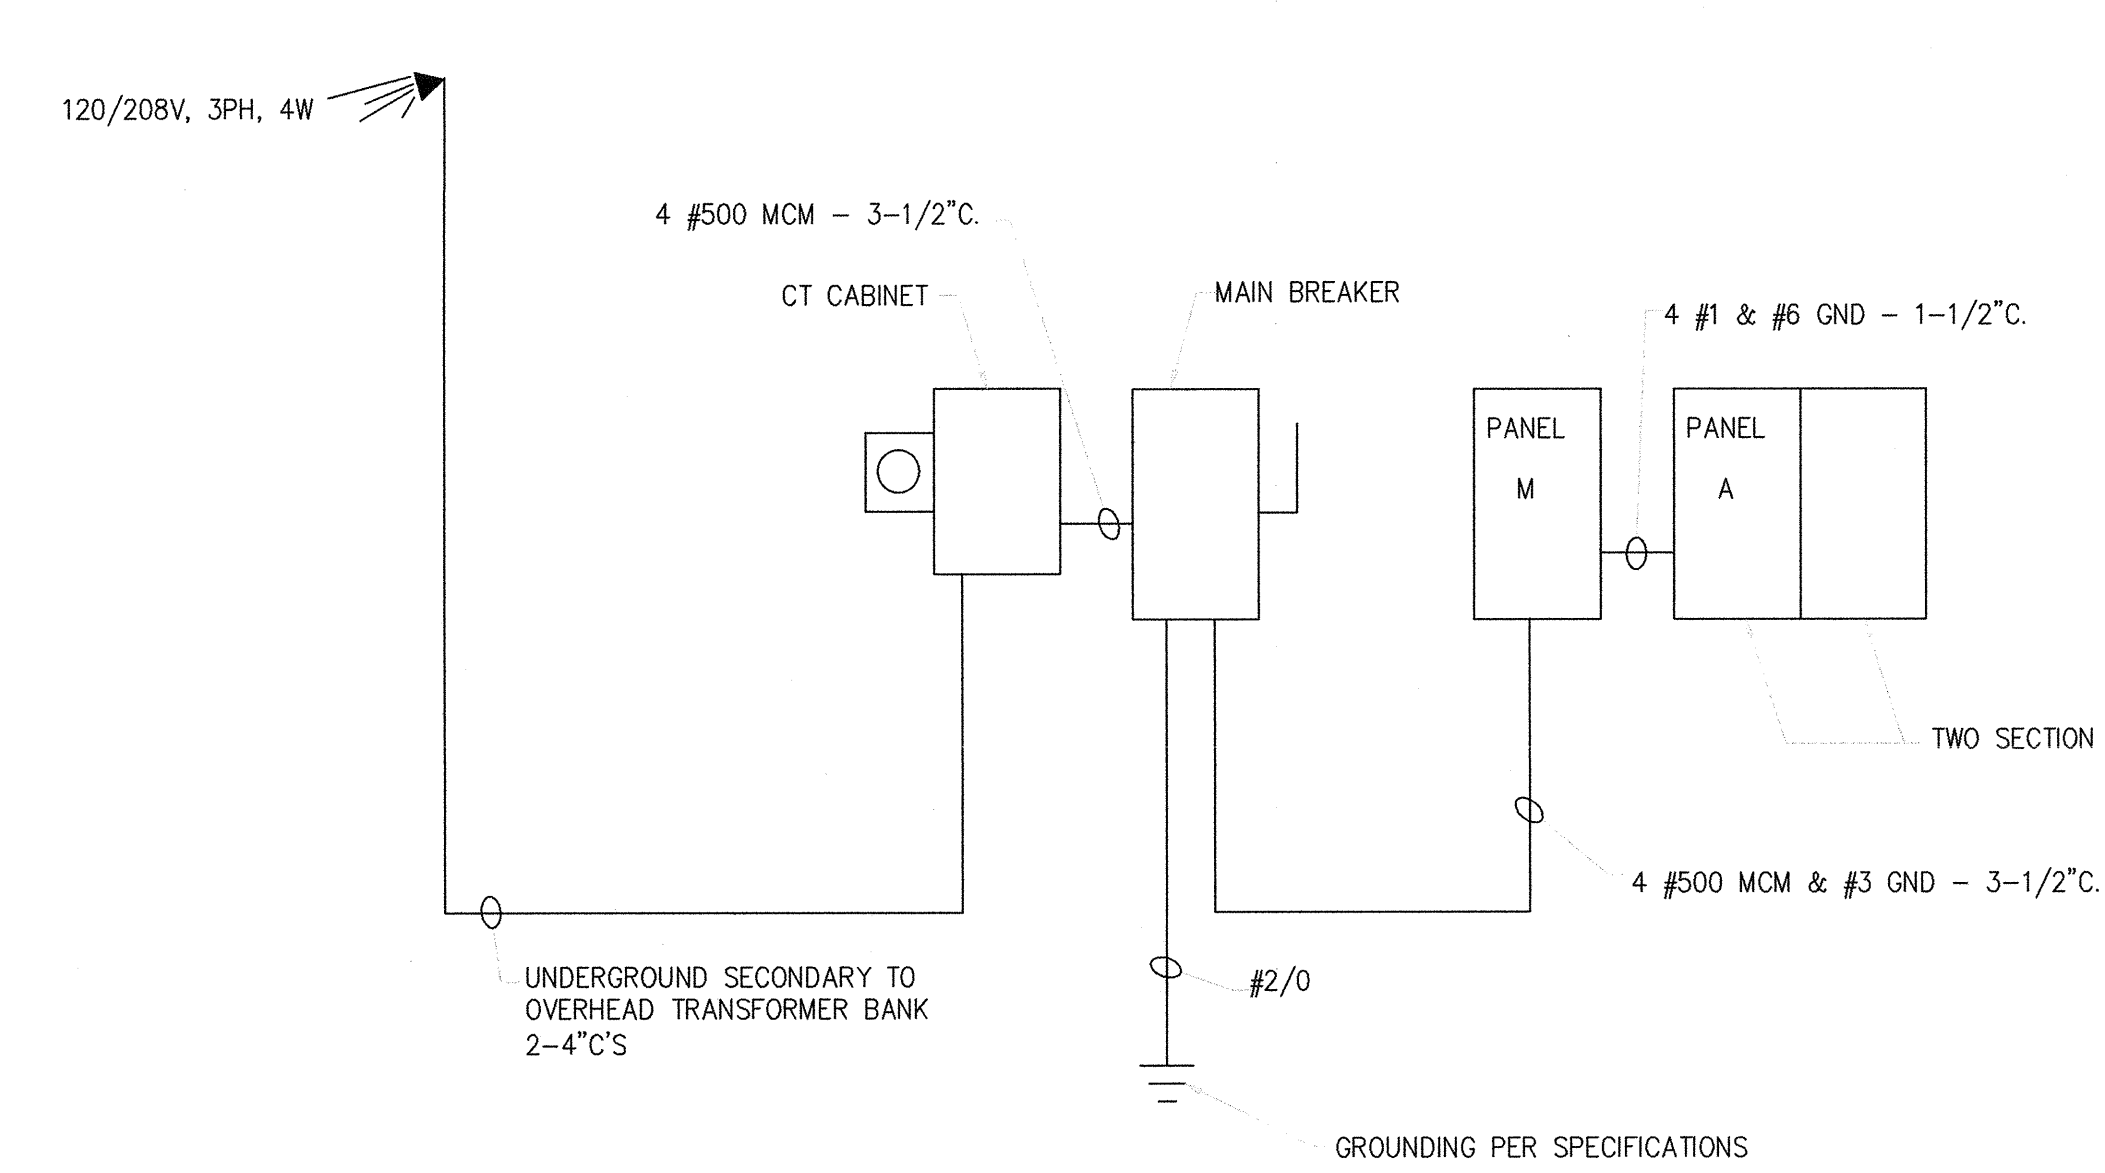 120/208V, 3PH, 4W
4 #500 MCM – 3–1/2"C.
CT CABINET
MAIN BREAKER
4 #1 & #6 GND – 1–1/2"C.
PANEL
M
PANEL
A
TWO SECTION
4 #500 MCM & #3 GND – 3–1/2"C.
UNDERGROUND SECONDARY TO
OVERHEAD TRANSFORMER BANK
2–4"C'S
#2/0
GROUNDING PER SPECIFICATIONS